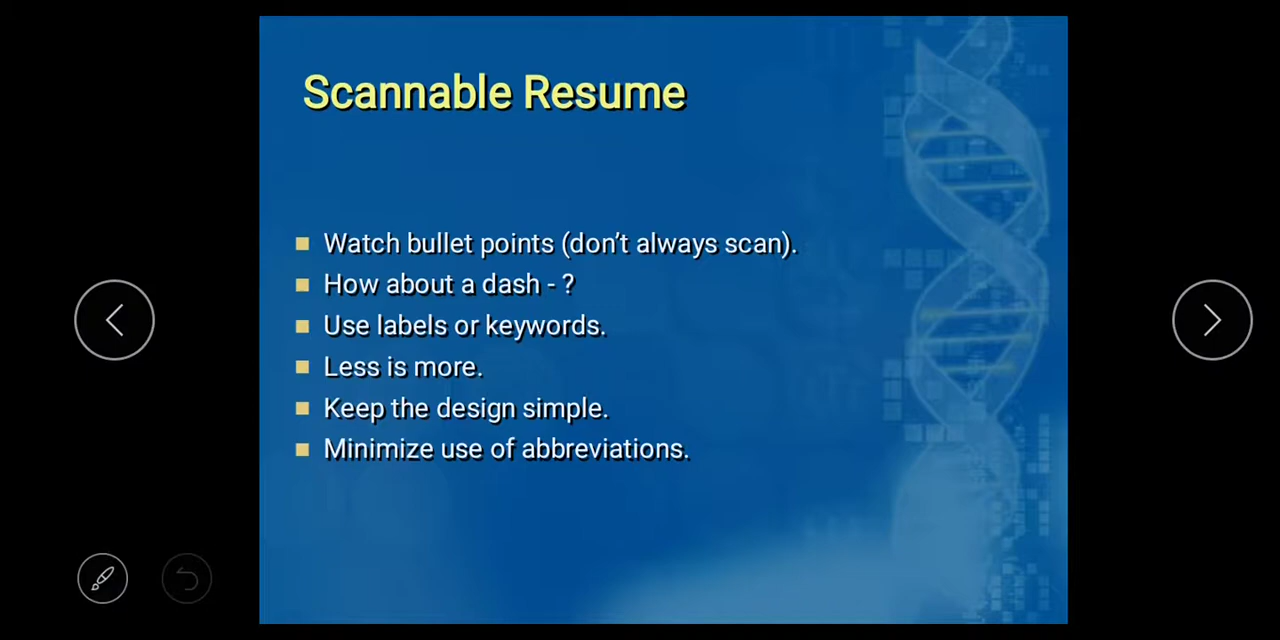 Scannable Resume
Watch bullet points (don't always scan).
How about a dash - ?
Use labels or keywords.
Less is more.
Keep the design simple.
Minimize use of abbreviations.